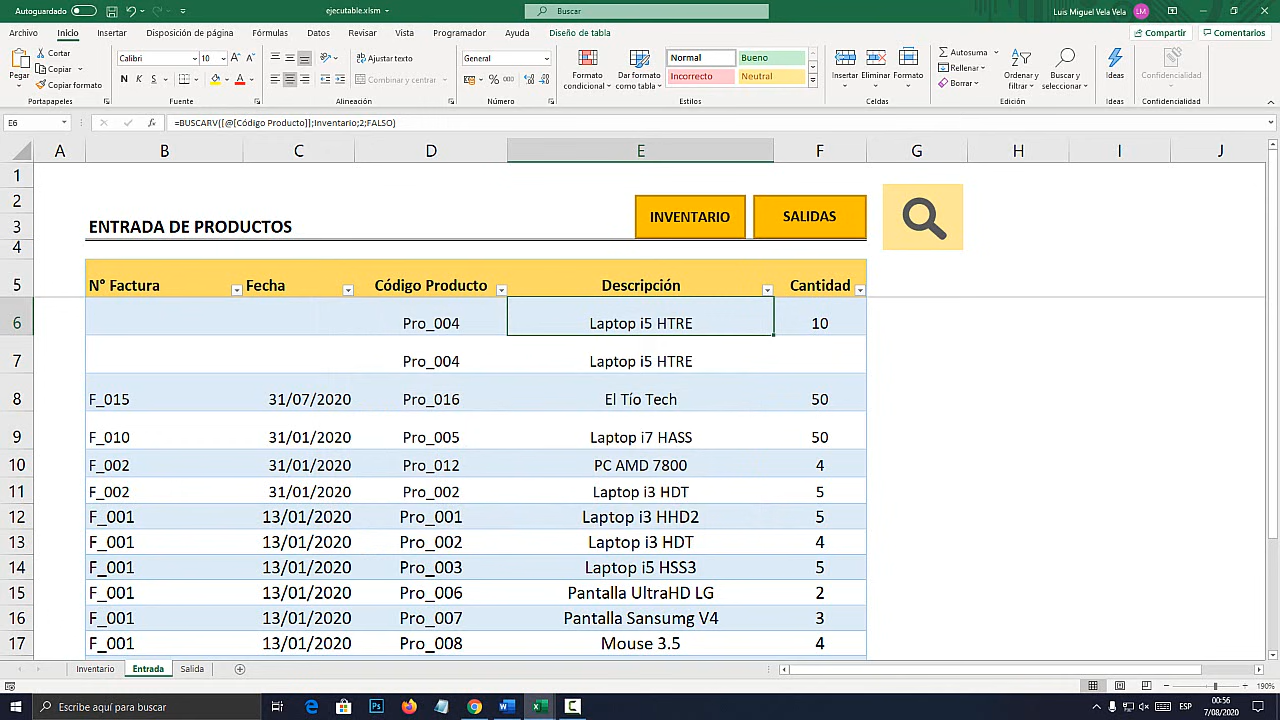 Autoguardado
ejecutable.xlsm
Buscar
Luis Miguel Vela Vela
LM
Archivo Inicio Insertar Disposición de página Fórmulas Datos Revisar Vista Programador Ayuda Diseño de tabla
Compartir Comentarios
Pegar
Cortar
Copiar
Copiar formato
Portapapeles
Calibri 10
N K S
Fuente
Ajustar texto
Combinar y centrar
Alineación
General
% 000
Número
Formato condicional
Dar formato como tabla
Normal Bueno
Incorrecto Neutral
Estilos
Insertar Eliminar Formato
Celdas
Autosuma
Rellenar
Borrar
Ordenar y filtrar
Buscar y seleccionar
Edición
Ideas
Ideas
Confidencialidad
Confidencialidad
E6 fx =BUSCARV([@[Código Producto]];Inventario;2;FALSO)
A B C D E F G H I J
1
2
3 ENTRADA DE PRODUCTOS INVENTARIO SALIDAS
4
5 N° Factura Fecha Código Producto Descripción Cantidad
6 Pro_004 Laptop i5 HTRE 10
7 Pro_004 Laptop i5 HTRE
8 F_015 31/07/2020 Pro_016 El Tío Tech 50
9 F_010 31/01/2020 Pro_005 Laptop i7 HASS 50
10 F_002 31/01/2020 Pro_012 PC AMD 7800 4
11 F_002 31/01/2020 Pro_002 Laptop i3 HDT 5
12 F_001 13/01/2020 Pro_001 Laptop i3 HHD2 5
13 F_001 13/01/2020 Pro_002 Laptop i3 HDT 4
14 F_001 13/01/2020 Pro_003 Laptop i5 HSS3 5
15 F_001 13/01/2020 Pro_006 Pantalla UltraHD LG 2
16 F_001 13/01/2020 Pro_007 Pantalla Sansumg V4 3
17 F_001 13/01/2020 Pro_008 Mouse 3.5 4
Inventario Entrada Salida
190%
Escribe aquí para buscar
ESP
00:56
7/08/2020